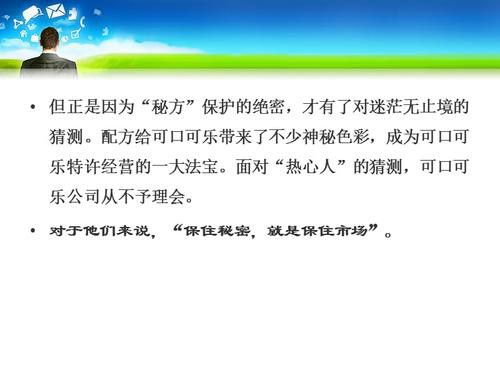 • 但正是因为“秘方”保护的绝密，才有了对迷茫无止境的
猜测。配方给可口可乐带来了不少神秘色彩，成为可口可
乐特许经营的一大法宝。面对“热心人”的猜测，可口可
乐公司从不予理会。
• 对于他们来说，“保住秘密，就是保住市场”。